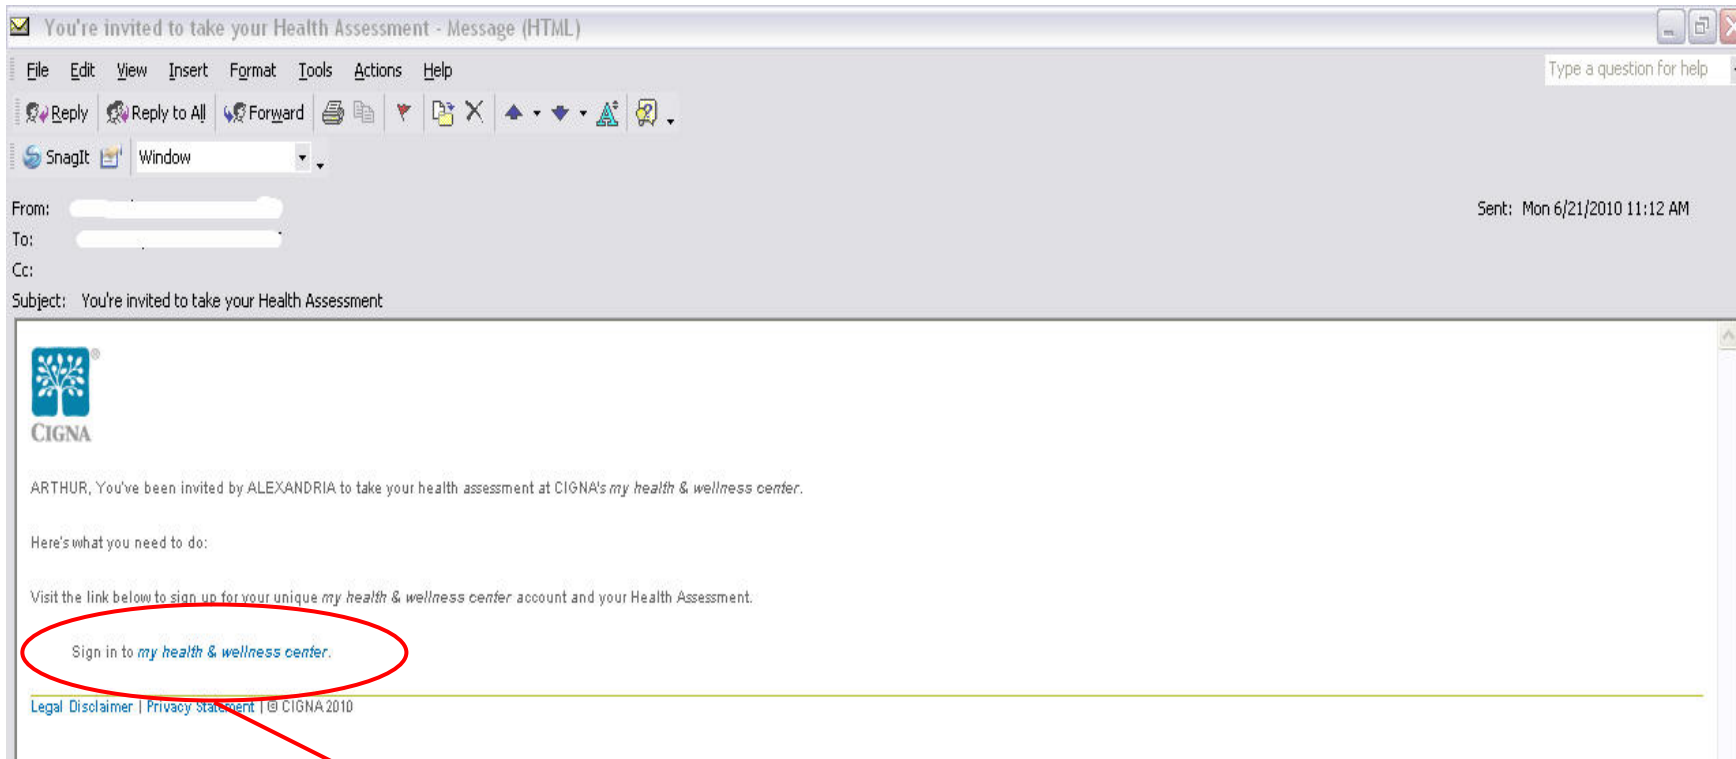 You're invited to take your Health Assessment - Message (HTML)
File Edit View Insert Format Tools Actions Help Type a question for help
Reply Reply to All Forward
SnagIt Window
From: Sent: Mon 6/21/2010 11:12 AM
To:
Cc:
Subject: You're invited to take your Health Assessment
CIGNA®
ARTHUR, You've been invited by ALEXANDRIA to take your health assessment at CIGNA's my health & wellness center.
Here's what you need to do:
Visit the link below to sign up for your unique my health & wellness center account and your Health Assessment.
Sign in to my health & wellness center.
Legal Disclaimer | Privacy Statement | © CIGNA 2010